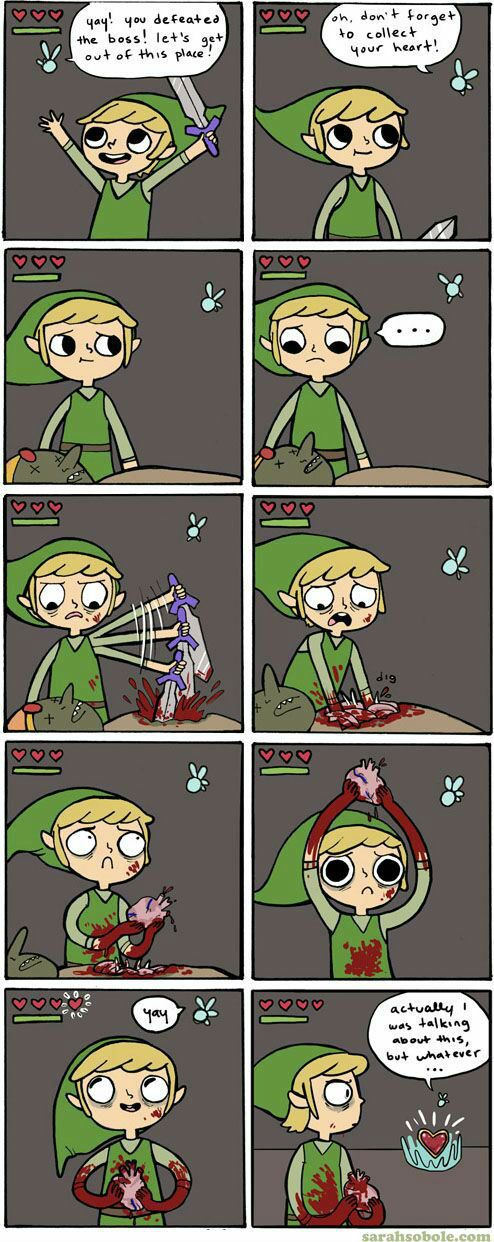 yay! you defeated
the boss! let's get
out of this place!
oh, don't forget
to collect
your heart!
...
dig
yay
actually I
was talking
about this,
but whatever
...
sarahsobole.com